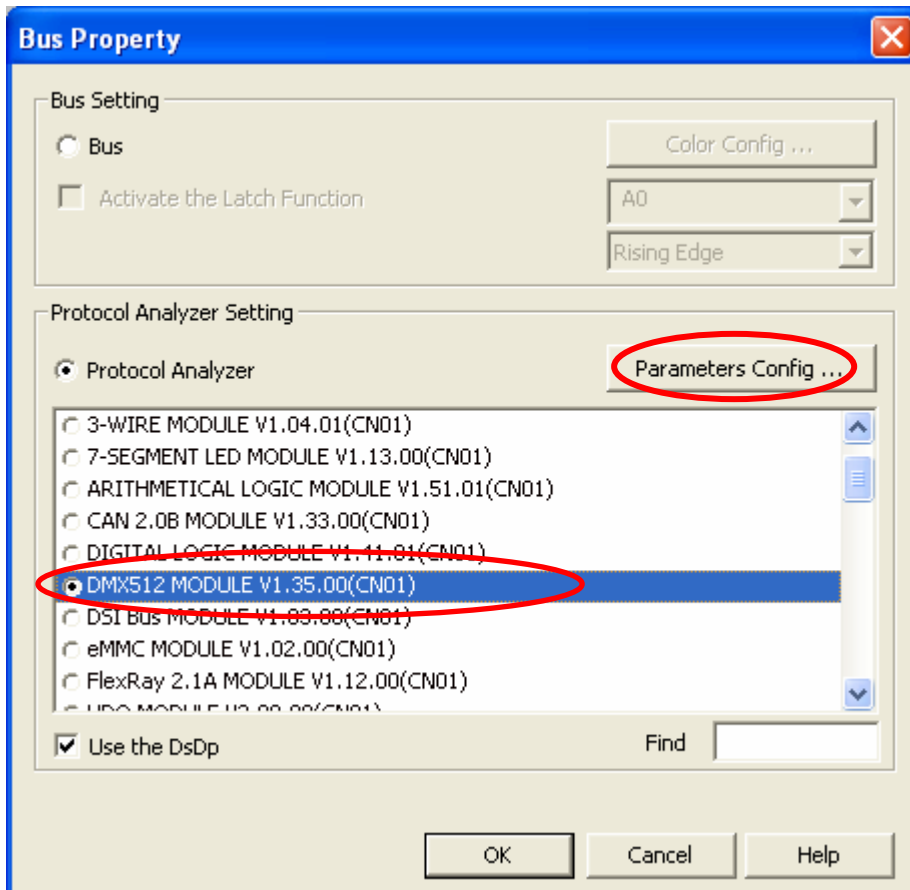 Bus Property
Bus Setting
Bus
Color Config ...
Activate the Latch Function
A0
Rising Edge
Protocol Analyzer Setting
Protocol Analyzer
Parameters Config ...
3-WIRE MODULE V1.04.01(CN01)
7-SEGMENT LED MODULE V1.13.00(CN01)
ARITHMETICAL LOGIC MODULE V1.51.01(CN01)
CAN 2.0B MODULE V1.33.00(CN01)
DIGITAL LOGIC MODULE V1.41.01(CN01)
DMX512 MODULE V1.35.00(CN01)
DSI Bus MODULE V1.03.00(CN01)
eMMC MODULE V1.02.00(CN01)
FlexRay 2.1A MODULE V1.12.00(CN01)
Use the DsDp
Find
OK
Cancel
Help